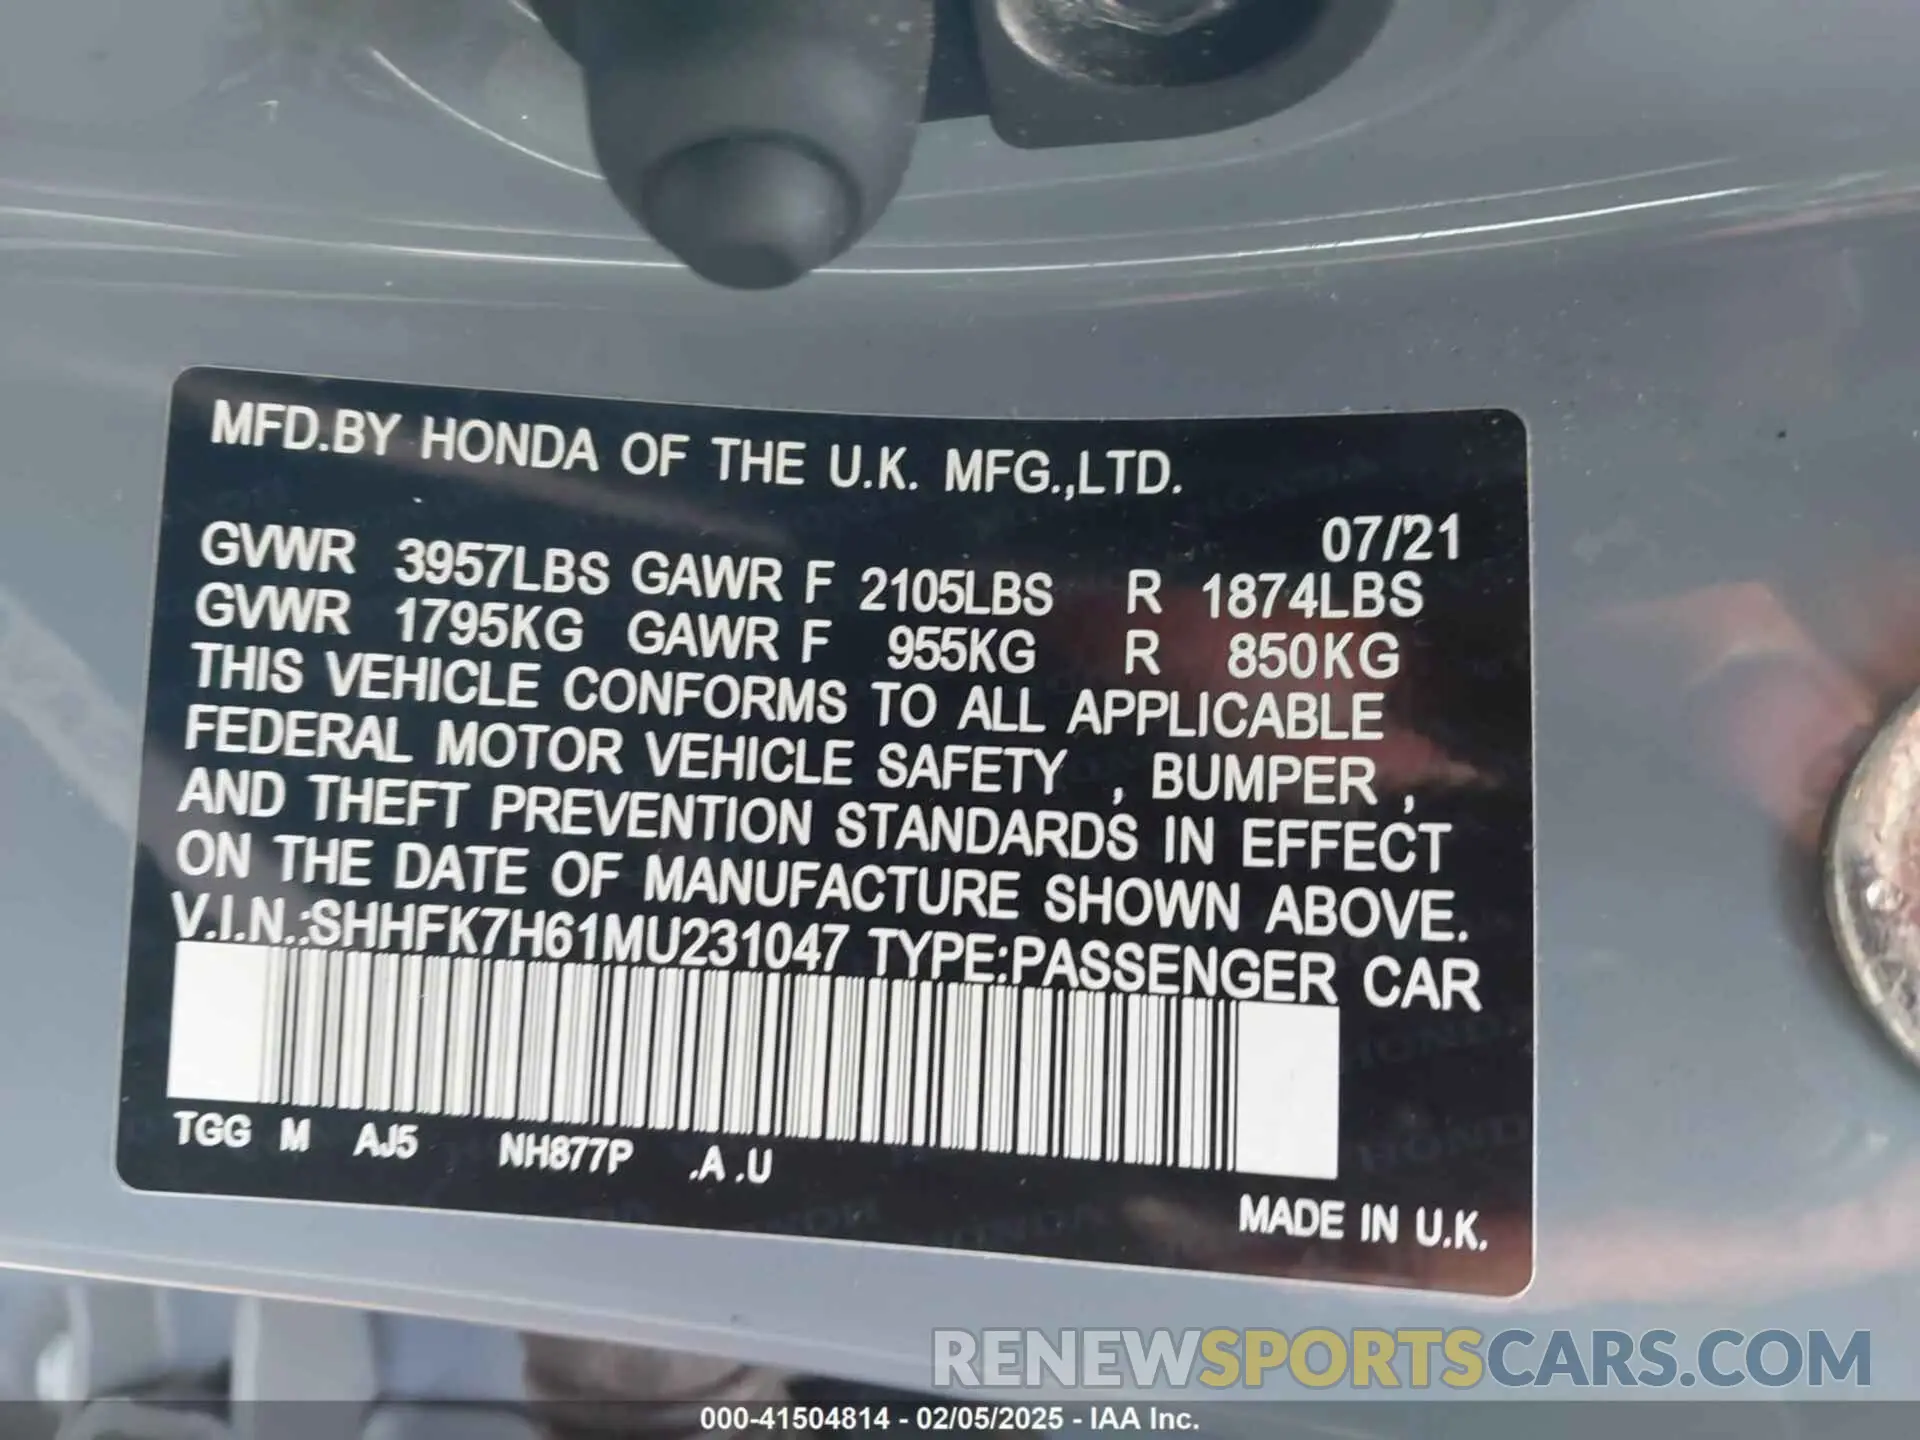 MFD.BY HONDA OF THE U.K. MFG.,LTD.
07/21
GVWR 3957LBS GAWR F 2105LBS R 1874LBS
GVWR 1795KG GAWR F 955KG R 850KG
THIS VEHICLE CONFORMS TO ALL APPLICABLE
FEDERAL MOTOR VEHICLE SAFETY , BUMPER ,
AND THEFT PREVENTION STANDARDS IN EFFECT
ON THE DATE OF MANUFACTURE SHOWN ABOVE.
V.I.N.:SHHFK7H61MU231047 TYPE:PASSENGER CAR
TGG M AJ5 NH877P .A .U
MADE IN U.K.
RENEWSPORTSCARS.COM
000-41504814 - 02/05/2025 - IAA Inc.